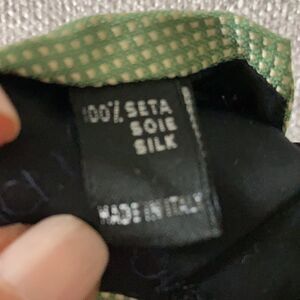 100% SETA
SOIE
SILK
MADE IN ITALY